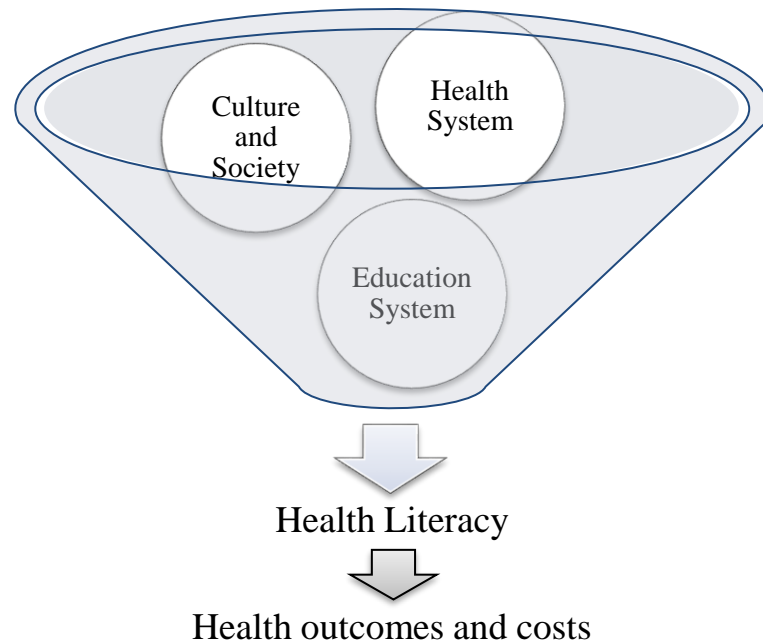 Culture
and
Society
Health
System
Education
System
Health Literacy
Health outcomes and costs